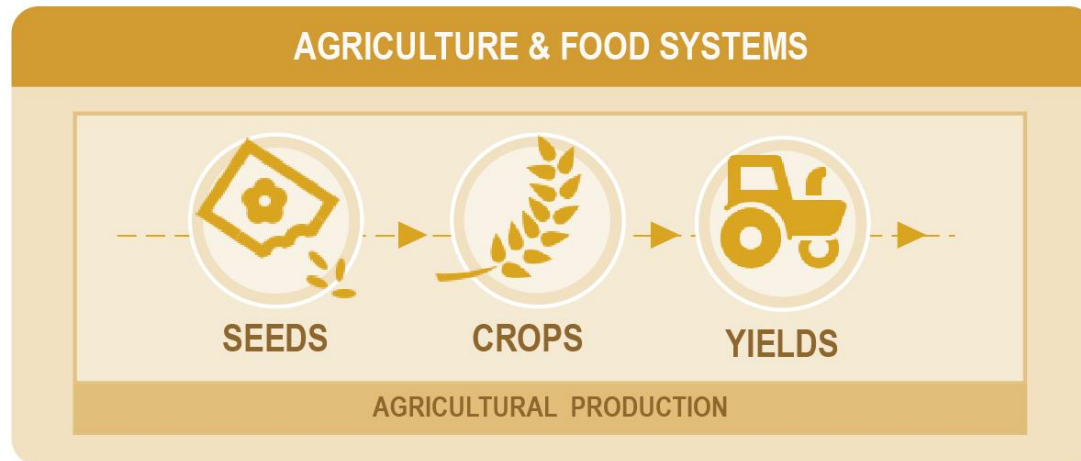 AGRICULTURE & FOOD SYSTEMS
SEEDS
CROPS
YIELDS
AGRICULTURAL PRODUCTION